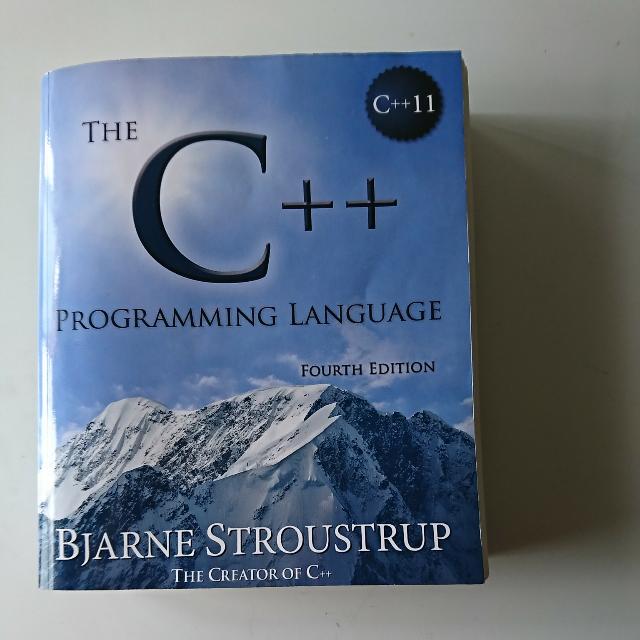 C++11
THE
C++
PROGRAMMING LANGUAGE
FOURTH EDITION
BJARNE STROUSTRUP
THE CREATOR OF C++